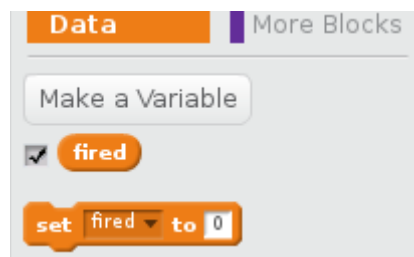 Data More Blocks
Make a Variable
fired
set fired to 0